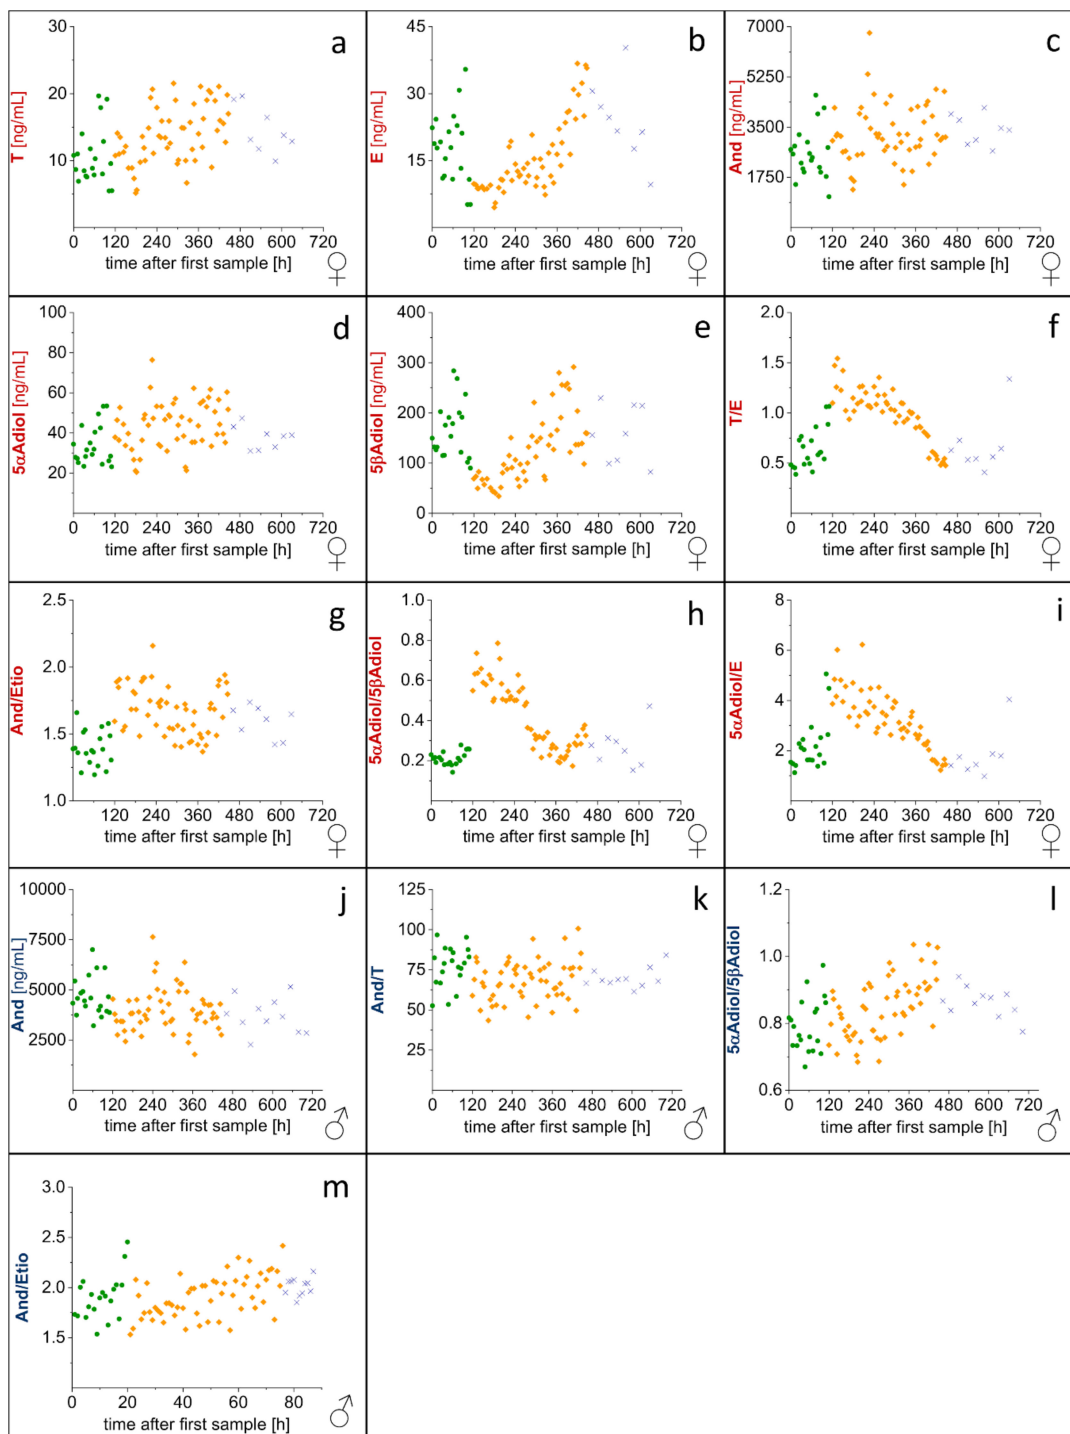 a
T [ng/mL]
30
20
10
0 120 240 360 480 600 720
time after first sample [h]
♀
b
E [ng/mL]
45
30
15
0 120 240 360 480 600 720
time after first sample [h]
♀
c
And [ng/mL]
7000
5250
3500
1750
0 120 240 360 480 600 720
time after first sample [h]
♀
d
5αAdiol [ng/mL]
100
80
60
40
20
0 120 240 360 480 600 720
time after first sample [h]
♀
e
5βAdiol [ng/mL]
400
300
200
100
0
0 120 240 360 480 600 720
time after first sample [h]
♀
f
T/E
2.0
1.5
1.0
0.5
0 120 240 360 480 600 720
time after first sample [h]
♀
g
And/Etio
2.5
2.0
1.5
1.0
0 120 240 360 480 600 720
time after first sample [h]
♀
h
5αAdiol/5βAdiol
1.0
0.8
0.6
0.4
0.2
0 120 240 360 480 600 720
time after first sample [h]
♀
i
5αAdiol/E
8
6
4
2
0 120 240 360 480 600 720
time after first sample [h]
♀
j
And [ng/mL]
10000
7500
5000
2500
0 120 240 360 480 600 720
time after first sample [h]
♂
k
And/T
125
100
75
50
25
0 120 240 360 480 600 720
time after first sample [h]
♂
l
5αAdiol/5βAdiol
1.2
1.0
0.8
0.6
0 120 240 360 480 600 720
time after first sample [h]
♂
m
And/Etio
3.0
2.5
2.0
1.5
0 20 40 60 80
time after first sample [h]
♂